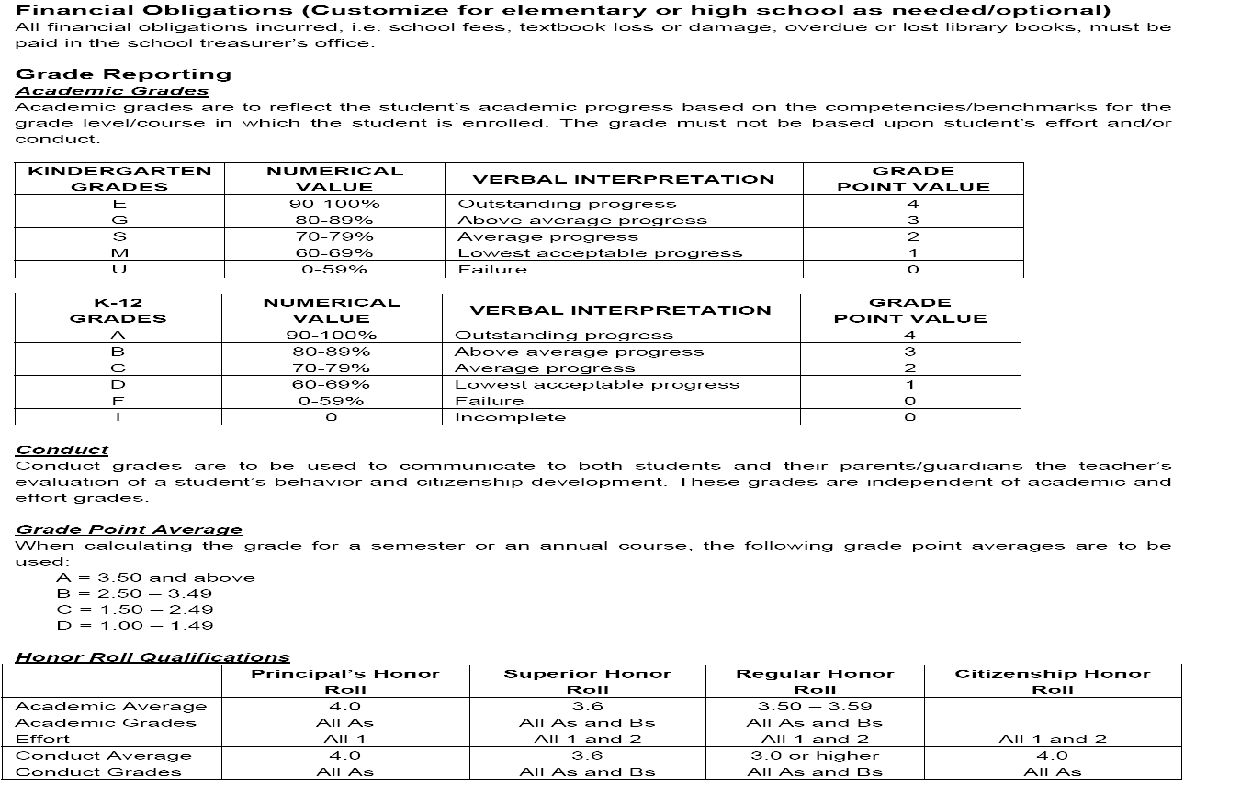 Financial Obligations (Customize for elementary or high school as needed/optional)
All financial obligations incurred, i.e. school fees, textbook loss or damage, overdue or lost library books, must be
paid in the school treasurer's office.
Grade Reporting
Academic Grades
Academic grades are to reflect the student's academic progress based on the competencies/benchmarks for the
grade level/course in which the student is enrolled. The grade must not be based upon student's effort and/or
conduct.
KINDERGARTEN GRADES NUMERICAL VALUE VERBAL INTERPRETATION GRADE POINT VALUE
E 90-100% Outstanding progress 4
G 80-89% Above average progress 3
S 70-79% Average progress 2
M 60-69% Lowest acceptable progress 1
U 0-59% Failure 0
K-12 GRADES NUMERICAL VALUE VERBAL INTERPRETATION GRADE POINT VALUE
A 90-100% Outstanding progress 4
B 80-89% Above average progress 3
C 70-79% Average progress 2
D 60-69% Lowest acceptable progress 1
F 0-59% Failure 0
I 0 Incomplete 0
Conduct
Conduct grades are to be used to communicate to both students and their parents/guardians the teacher's
evaluation of a student's behavior and citizenship development. These grades are independent of academic and
effort grades.
Grade Point Average
When calculating the grade for a semester or an annual course, the following grade point averages are to be
used:
A = 3.50 and above
B = 2.50 – 3.49
C = 1.50 – 2.49
D = 1.00 – 1.49
Honor Roll Qualifications
Principal's Honor Roll Superior Honor Roll Regular Honor Roll Citizenship Honor Roll
Academic Average 4.0 3.6 3.50 – 3.59
Academic Grades All As All As and Bs All As and Bs
Effort All 1 All 1 and 2 All 1 and 2 All 1 and 2
Conduct Average 4.0 3.6 3.0 or higher 4.0
Conduct Grades All As All As and Bs All As and Bs All As